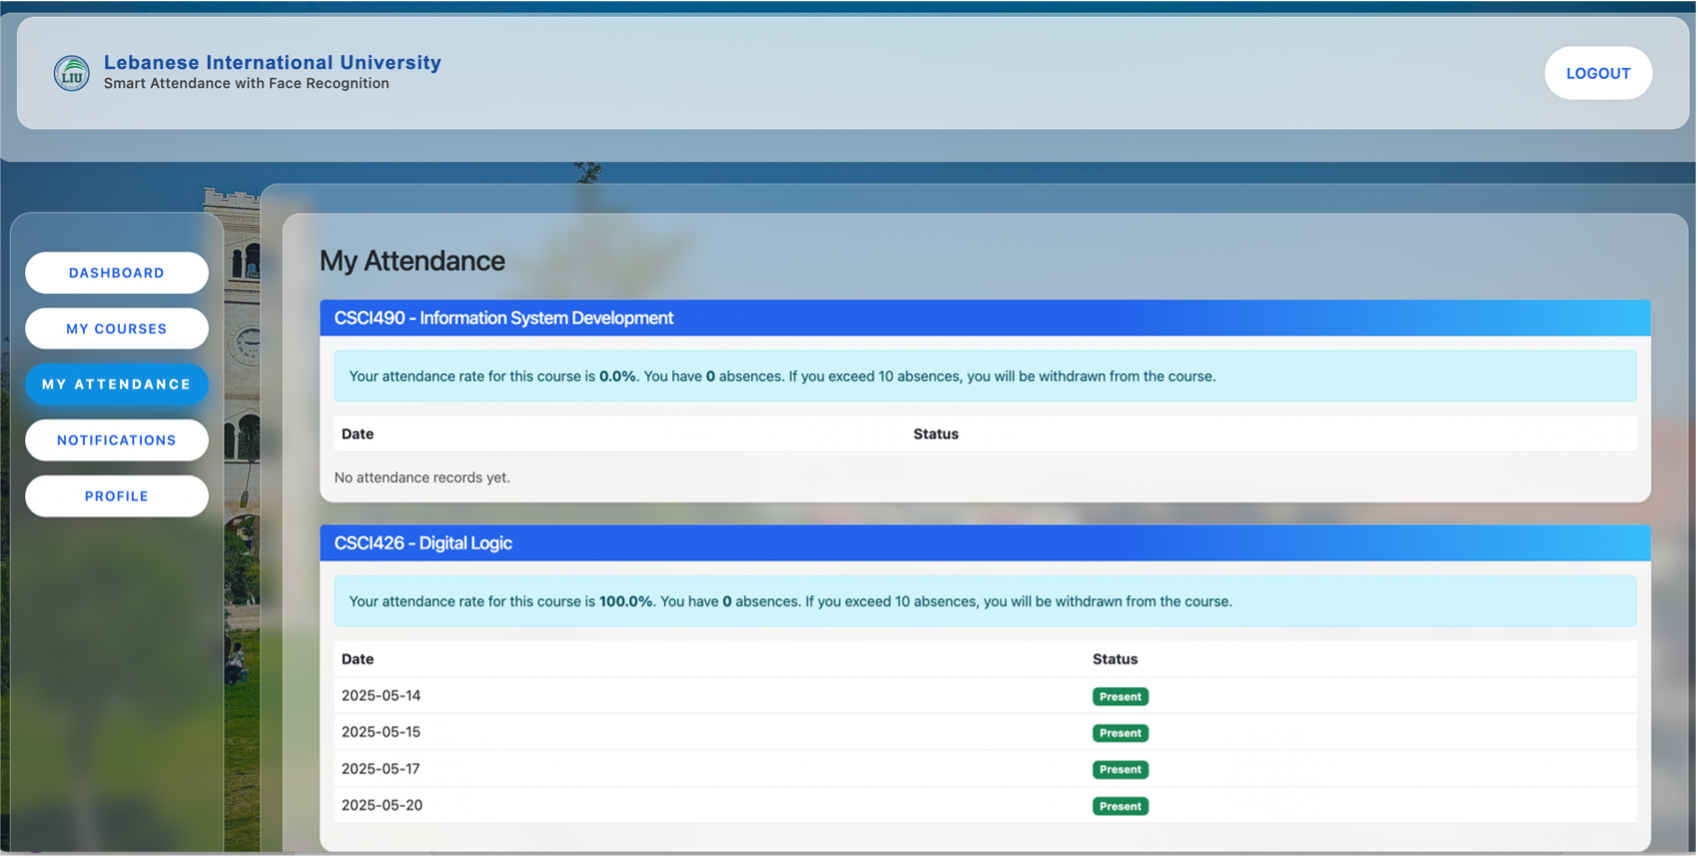 LIU
Lebanese International University
Smart Attendance with Face Recognition
LOGOUT
DASHBOARD
MY COURSES
MY ATTENDANCE
NOTIFICATIONS
PROFILE
My Attendance
CSCI490 - Information System Development
Your attendance rate for this course is 0.0%. You have 0 absences. If you exceed 10 absences, you will be withdrawn from the course.
Date Status
No attendance records yet.
CSCI426 - Digital Logic
Your attendance rate for this course is 100.0%. You have 0 absences. If you exceed 10 absences, you will be withdrawn from the course.
Date Status
2025-05-14 Present
2025-05-15 Present
2025-05-17 Present
2025-05-20 Present